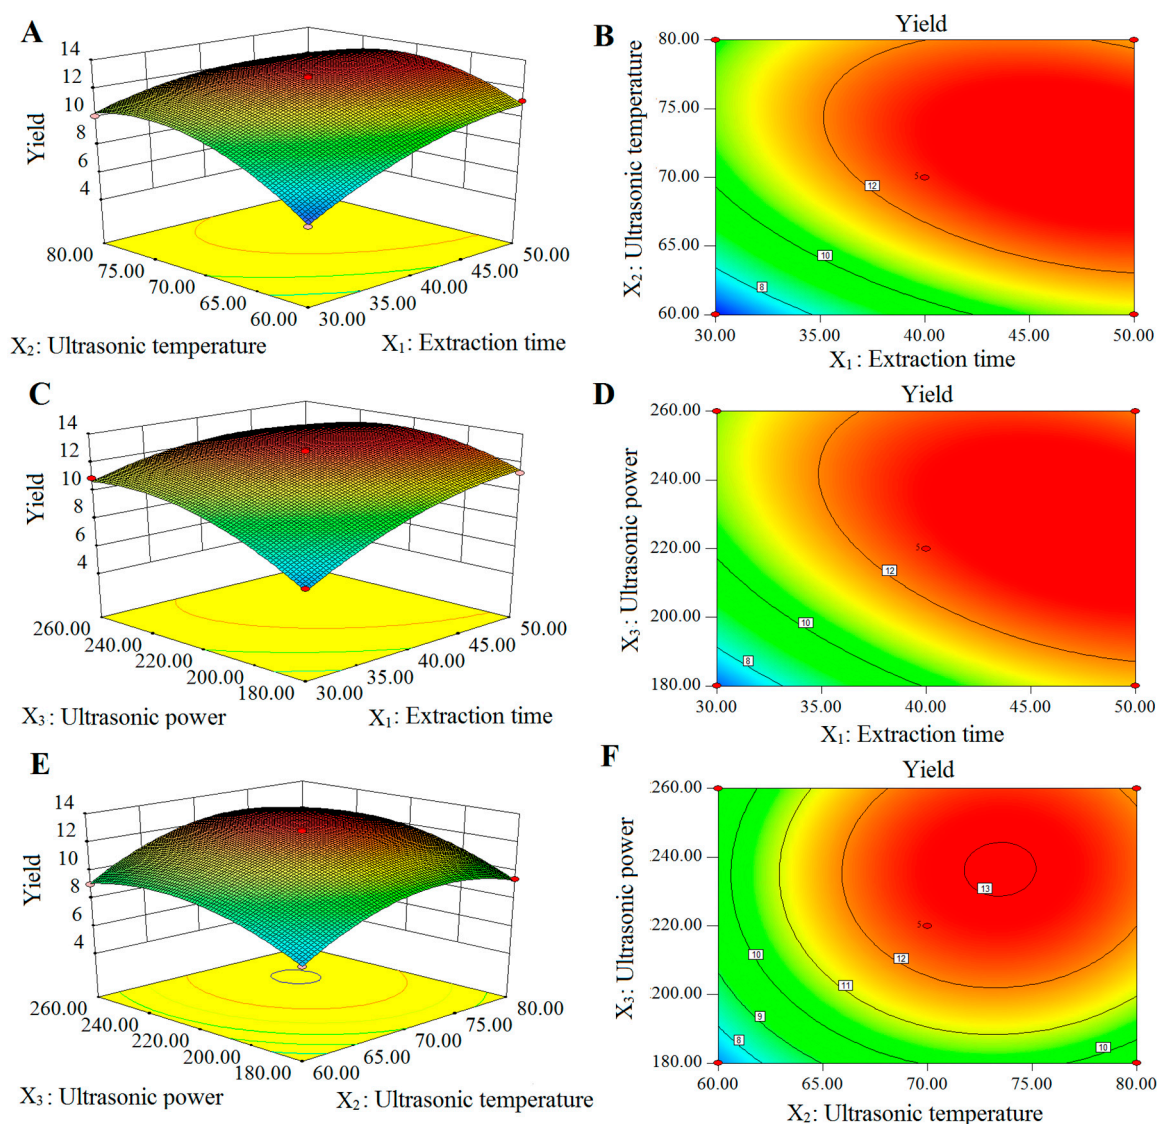 A
14
12
10
8
6
4
Yield
80.00
75.00
70.00
65.00
60.00
50.00
45.00
40.00
35.00
30.00
X₂: Ultrasonic temperature
X₁: Extraction time
B
Yield
80.00
75.00
70.00
65.00
60.00
X₂: Ultrasonic temperature
5
12
10
8
30.00 35.00 40.00 45.00 50.00
X₁: Extraction time
C
14
12
10
8
6
4
Yield
260.00
240.00
220.00
200.00
180.00
50.00
45.00
40.00
35.00
30.00
X₃: Ultrasonic power
X₁: Extraction time
D
Yield
260.00
240.00
220.00
200.00
180.00
X₃: Ultrasonic power
5
12
10
8
30.00 35.00 40.00 45.00 50.00
X₁: Extraction time
E
14
12
10
8
6
4
Yield
260.00
240.00
220.00
200.00
180.00
80.00
75.00
70.00
65.00
60.00
X₃: Ultrasonic power
X₂: Ultrasonic temperature
F
Yield
260.00
240.00
220.00
200.00
180.00
X₃: Ultrasonic power
13
5
12
10
11
9
8
10
60.00 65.00 70.00 75.00 80.00
X₂: Ultrasonic temperature